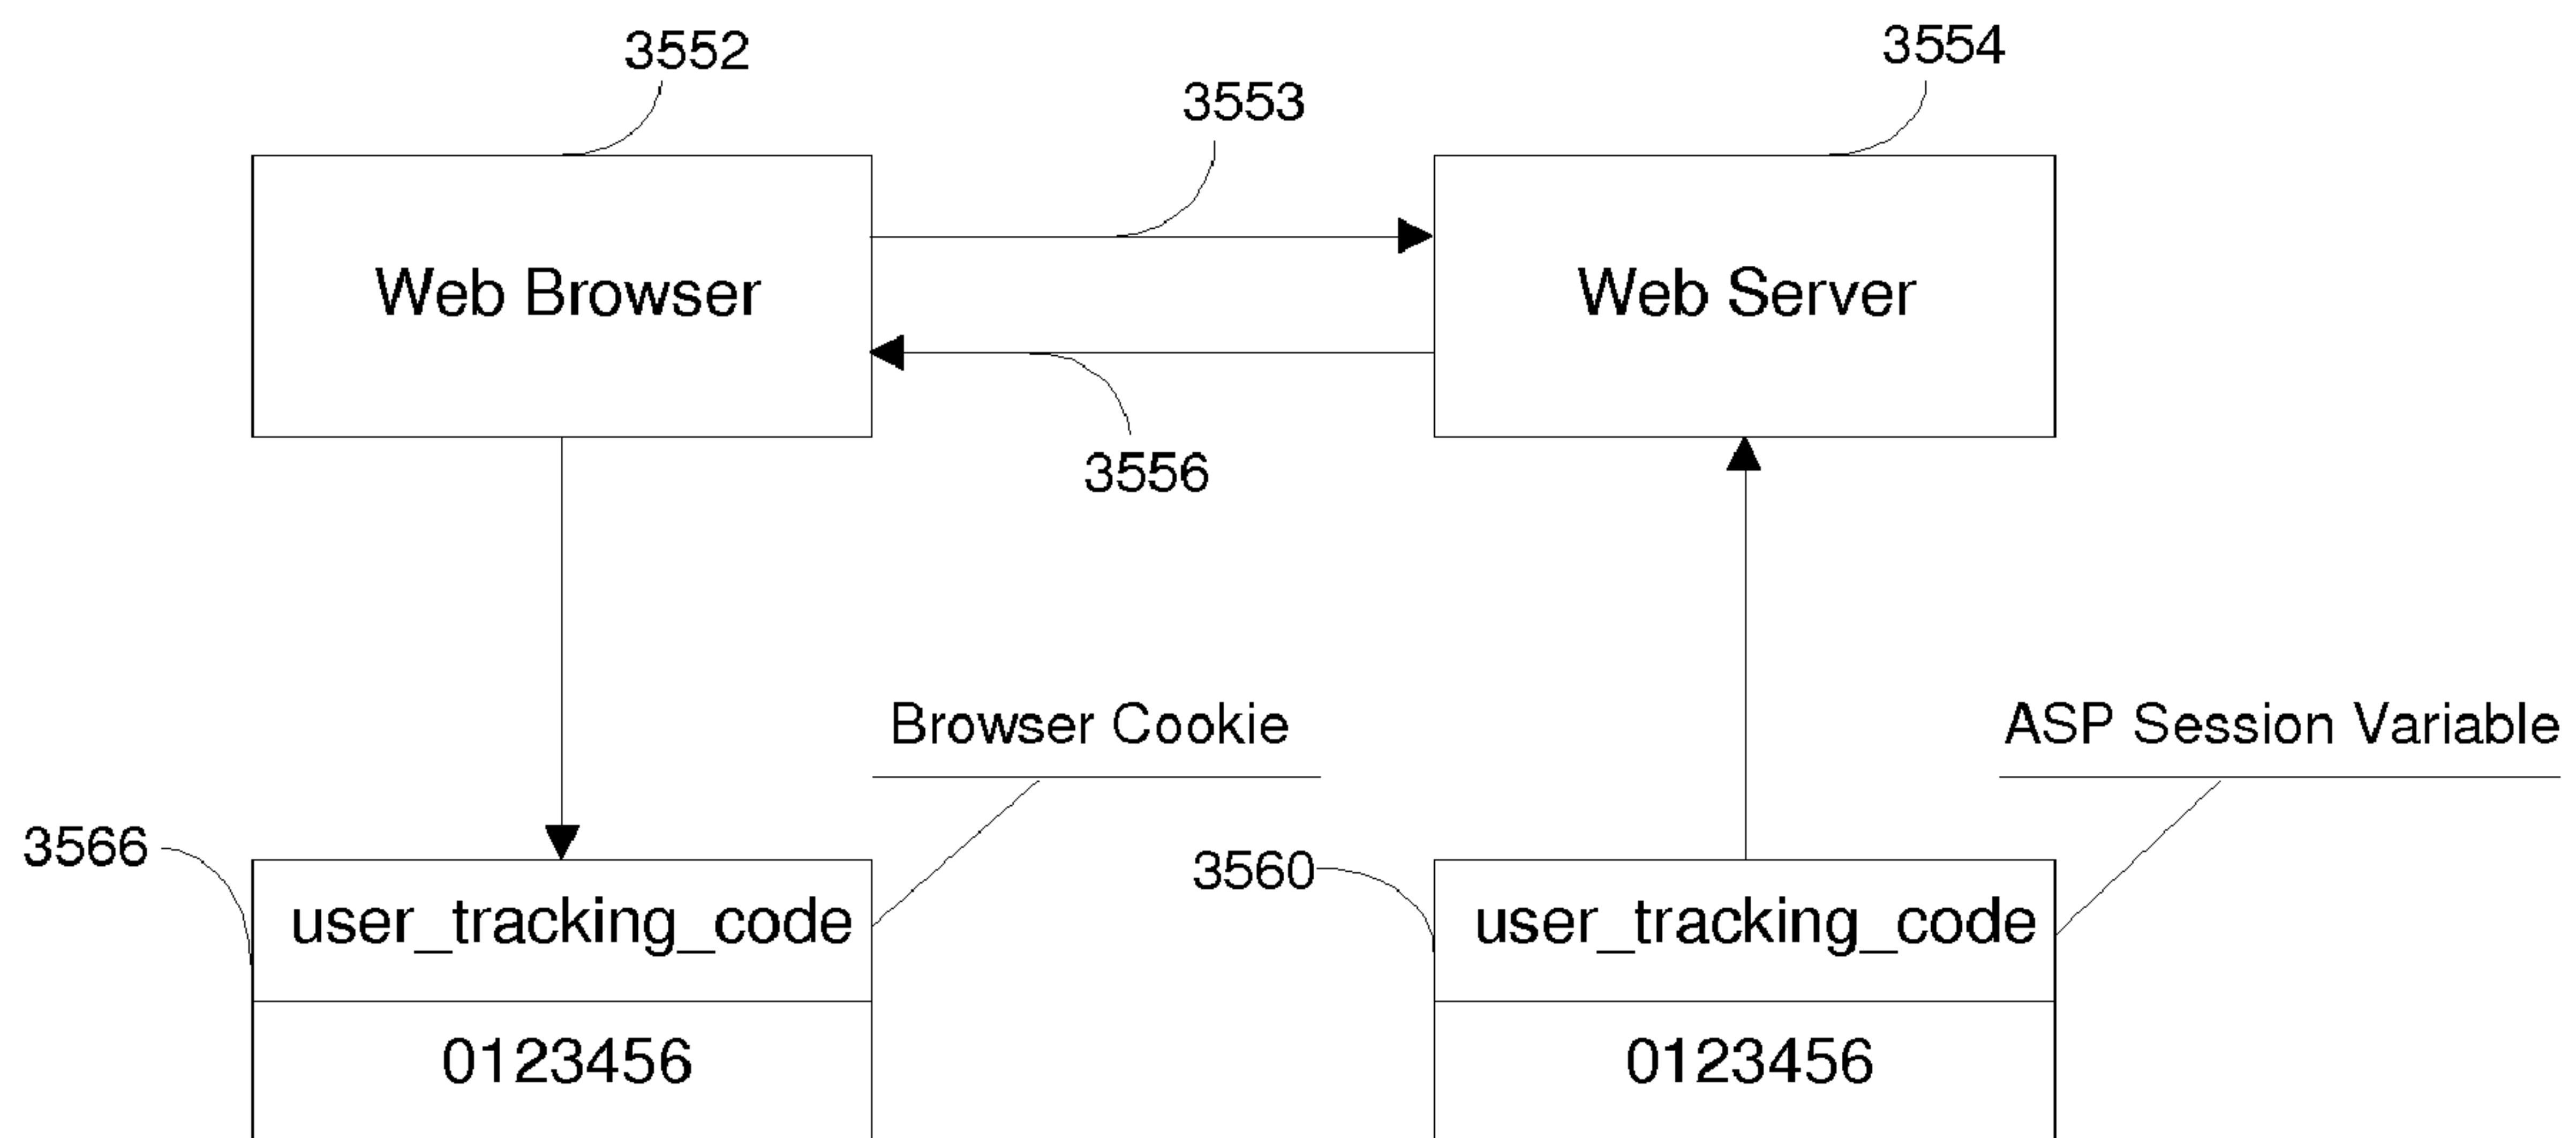 3552
3554
3553
Web Browser
Web Server
3556
Browser Cookie
ASP Session Variable
3566
3560
user_tracking_code
user_tracking_code
0123456
0123456